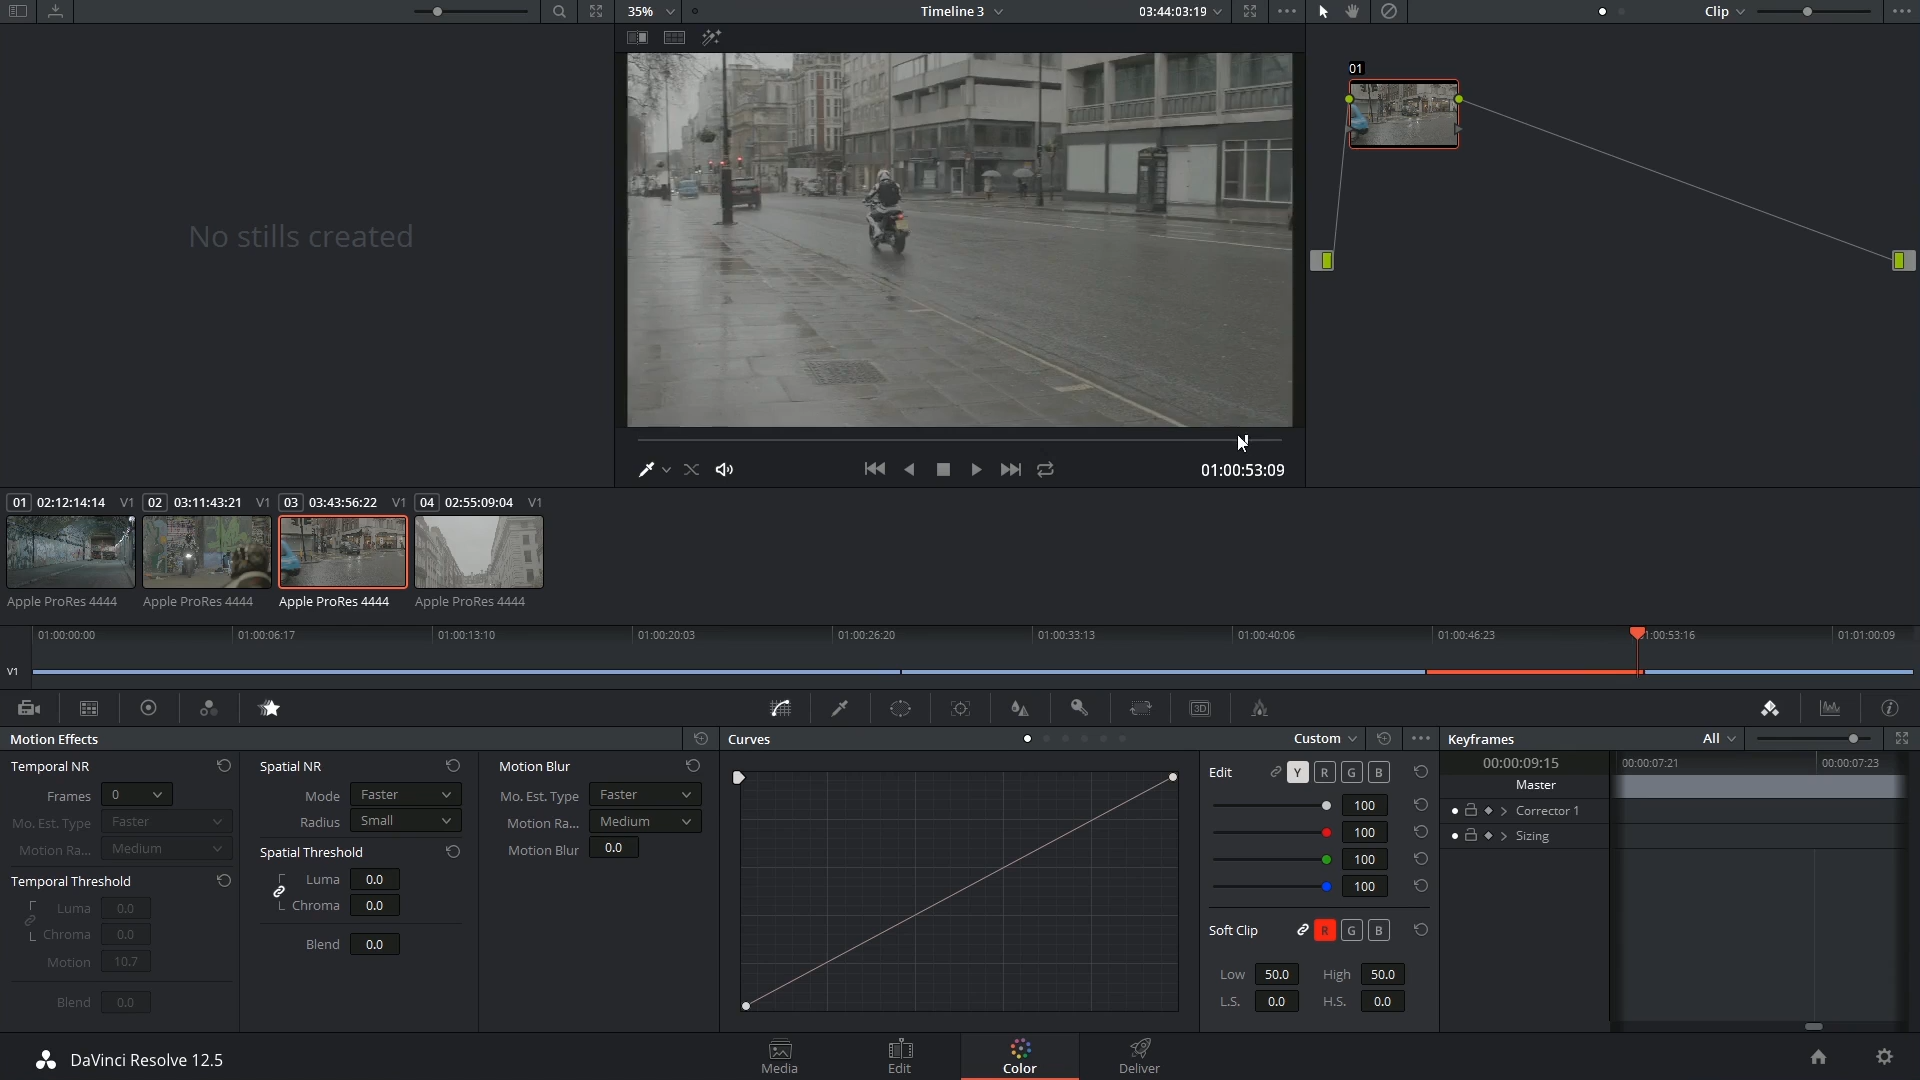 35%
Timeline 3
03:44:03:19
Clip
01
No stills created
01:00:53:09
01 02:12:14:14 V1
02 03:11:43:21 V1
03 03:43:56:22 V1
04 02:55:09:04 V1
Apple ProRes 4444
Apple ProRes 4444
Apple ProRes 4444
Apple ProRes 4444
01:00:00:00
01:00:06:17
01:00:13:10
01:00:20:03
01:00:26:20
01:00:33:13
01:00:40:06
01:00:46:23
:00:53:16
01:01:00:09
V1
3D
Motion Effects
Temporal NR
Frames 0
Mo. Est. Type Faster
Motion Ra... Medium
Temporal Threshold
Luma 0.0
Chroma 0.0
Motion 10.7
Blend 0.0
Spatial NR
Mode Faster
Radius Small
Spatial Threshold
Luma 0.0
Chroma 0.0
Blend 0.0
Motion Blur
Mo. Est. Type Faster
Motion Ra... Medium
Motion Blur 0.0
Curves
Custom
Edit Y R G B
100
100
100
100
Soft Clip R G B
Low 50.0 High 50.0
L.S. 0.0 H.S. 0.0
Keyframes
All
00:00:09:15
00:00:07:21
00:00:07:23
Master
Corrector 1
Sizing
DaVinci Resolve 12.5
Media
Edit
Color
Deliver